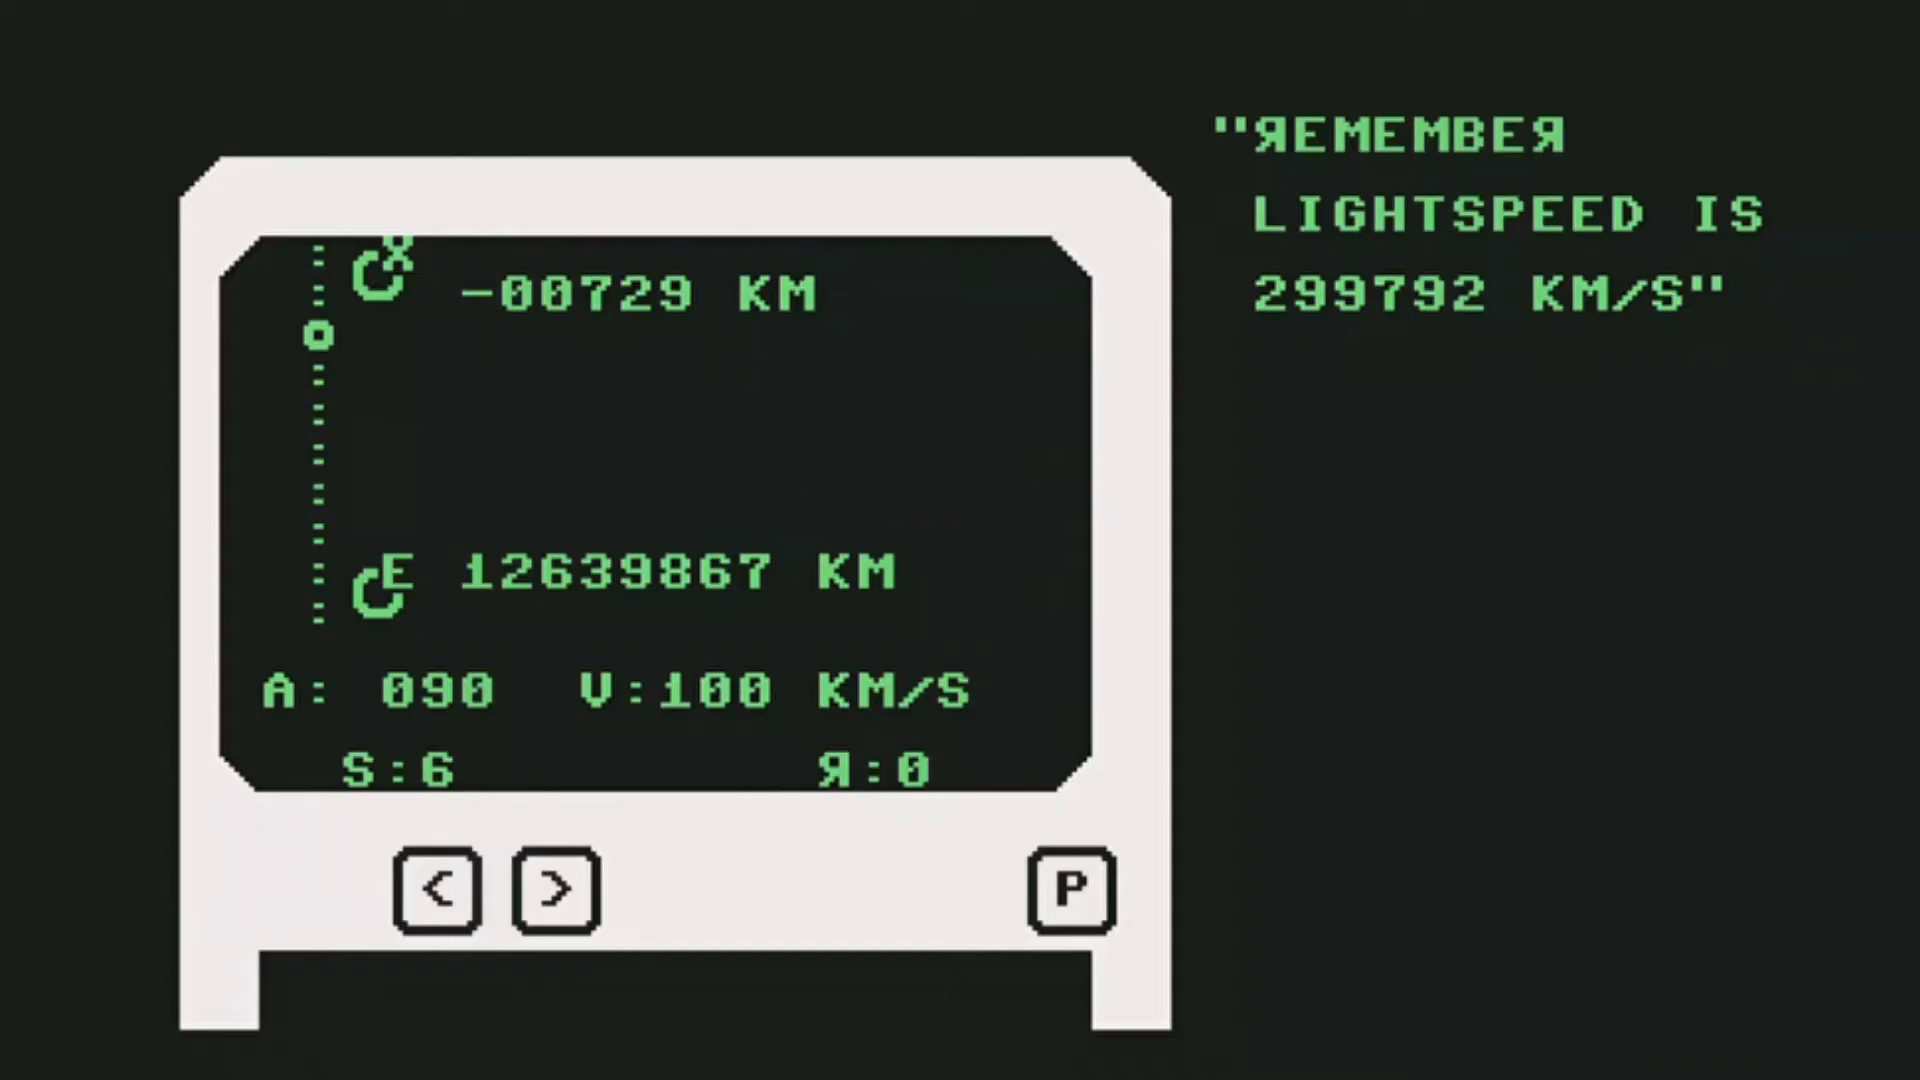 "ЯEMEMBEЯ
LIGHTSPEED IS
299792 KM/S"
X -00729 KM
E 12639867 KM
A: 090 V:100 KM/S
S:6 Я:0
< > P